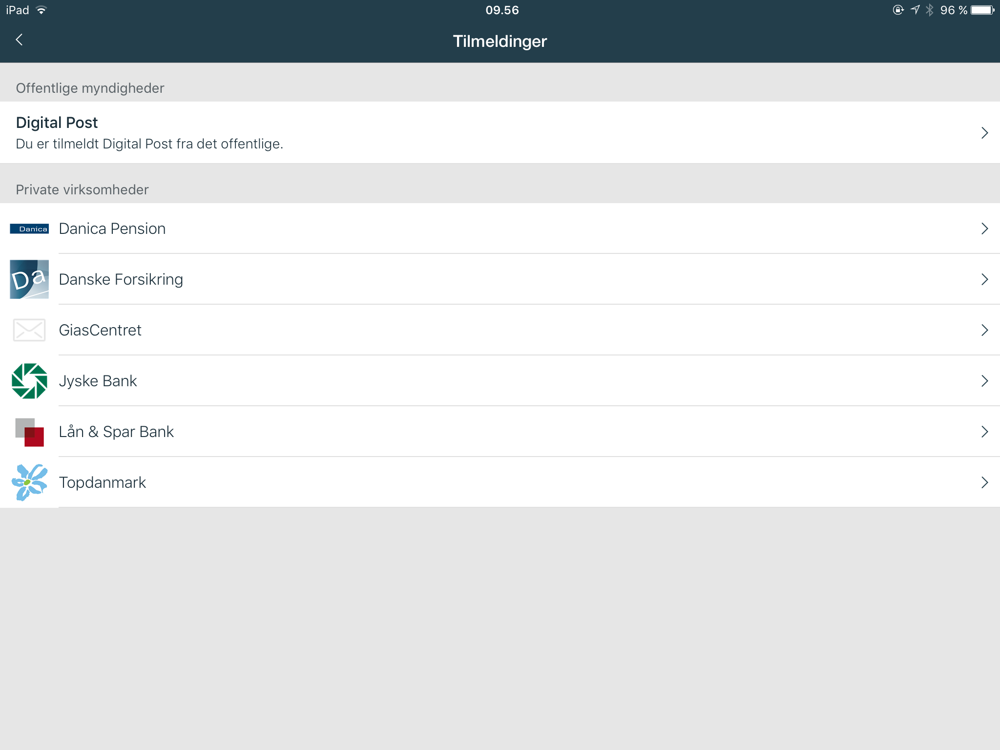 iPad 09.56 96 %
Tilmeldinger
Offentlige myndigheder
Digital Post
Du er tilmeldt Digital Post fra det offentlige.
Private virksomheder
Danica Danica Pension
Da Danske Forsikring
GiasCentret
Jyske Bank
Lån & Spar Bank
Topdanmark